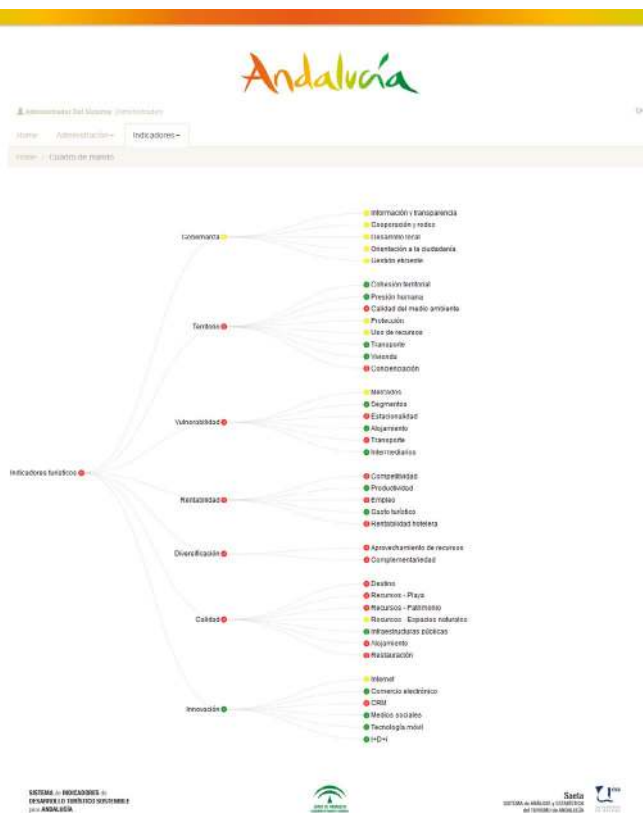 Andalucía
Administrador Del Sistema
Home Administración Indicadores
Home / Cuadro de mando
Gobernanza
Información y transparencia
Cooperación y redes
Desarrollo local
Orientación a la ciudadanía
Gestión eficiente
Territorio
Cohesión territorial
Presión humana
Calidad del medio ambiente
Protección
Uso de recursos
Transporte
Vivienda
Concienciación
Vulnerabilidad
Mercados
Segmentos
Estacionalidad
Alojamiento
Transporte
Intermediarios
Indicadores turísticos
Rentabilidad
Competitividad
Productividad
Empleo
Gasto turístico
Rentabilidad hotelera
Diversificación
Aprovechamiento de recursos
Complementariedad
Calidad
Destino
Recursos - Playa
Recursos - Patrimonio
Recursos - Espacios naturales
Infraestructuras públicas
Alojamiento
Restauración
Innovación
Internet
Comercio electrónico
CRM
Medios sociales
Tecnología móvil
I+D+i
SISTEMA de INDICADORES de
DESARROLLO TURÍSTICO SOSTENIBLE
para ANDALUCÍA
Saeta
SISTEMA de ANÁLISIS y ESTADÍSTICA
del TURISMO de ANDALUCÍA